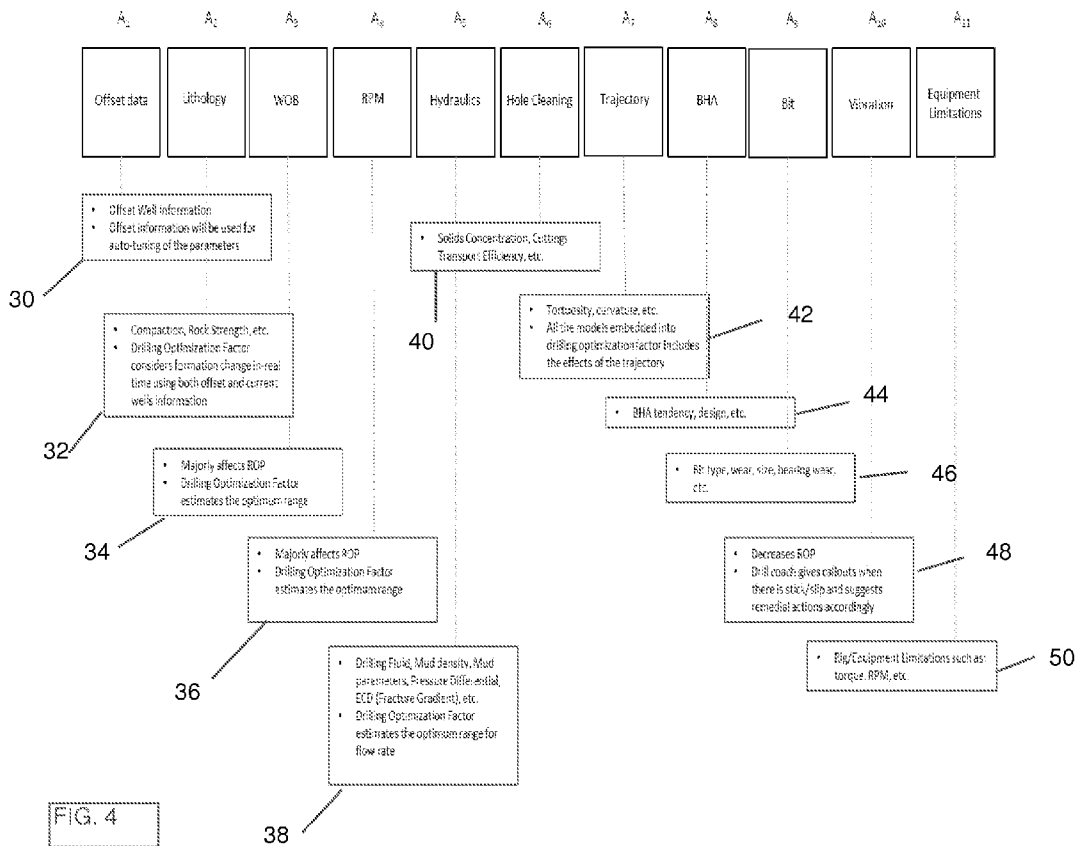 A₁ A₂ A₃ A₄ A₅ A₆ A₇ A₈ A₉ A₁₀ A₁₁
Offset data
Lithology
WOB
RPM
Hydraulics
Hole Cleaning
Trajectory
BHA
Bit
Vibration
Equipment
Limitations
• Offset Well information
• Offset information will be used for
auto-tuning of the parameters
30
• Solids Concentration, Cuttings
Transport Efficiency, etc.
40
• Tortuosity, curvature, etc.
• All the models embedded into
drilling optimization factor includes
the effects of the trajectory
42
• Compaction, Rock Strength, etc.
• Drilling Optimization Factor
considers formation change in-real
time using both offset and current
wells information
32
• BHA tendency, design, etc.
44
• Majorly affects ROP
• Drilling Optimization Factor
estimates the optimum range
34
• Bit type, wear, size, bearing wear,
etc.
46
• Majorly affects ROP
• Drilling Optimization Factor
estimates the optimum range
36
• Decreases ROP
• Drill coach gives callouts when
there is stick/slip and suggests
remedial actions accordingly
48
• Drilling Fluid, Mud density, Mud
parameters, Pressure Differential,
ECD (Fracture Gradient), etc.
• Drilling Optimization Factor
estimates the optimum range for
flow rate
38
• Rig/Equipment Limitations such as:
torque, RPM, etc.
50
FIG. 4